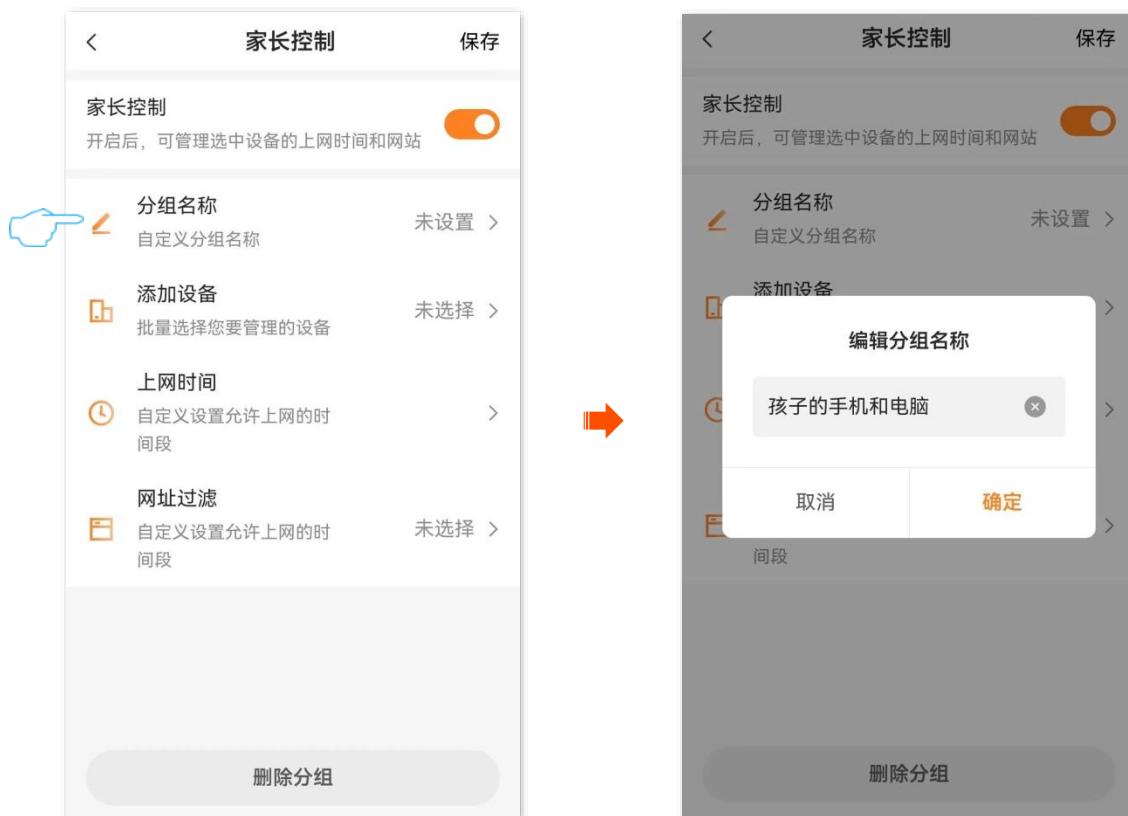 家长控制
保存
家长控制
开启后，可管理选中设备的上网时间和网站
分组名称
未设置
自定义分组名称
添加设备
未选择
批量选择您要管理的设备
上网时间
自定义设置允许上网的时
间段
网址过滤
自定义设置允许上网的时
未选择
间段
删除分组
家长控制
保存
家长控制
开启后，可管理选中设备的上网时间和网站
分组名称
未设置
自定义分组名称
添加设备
编辑分组名称
孩子的手机和电脑
取消
确定
间段
删除分组